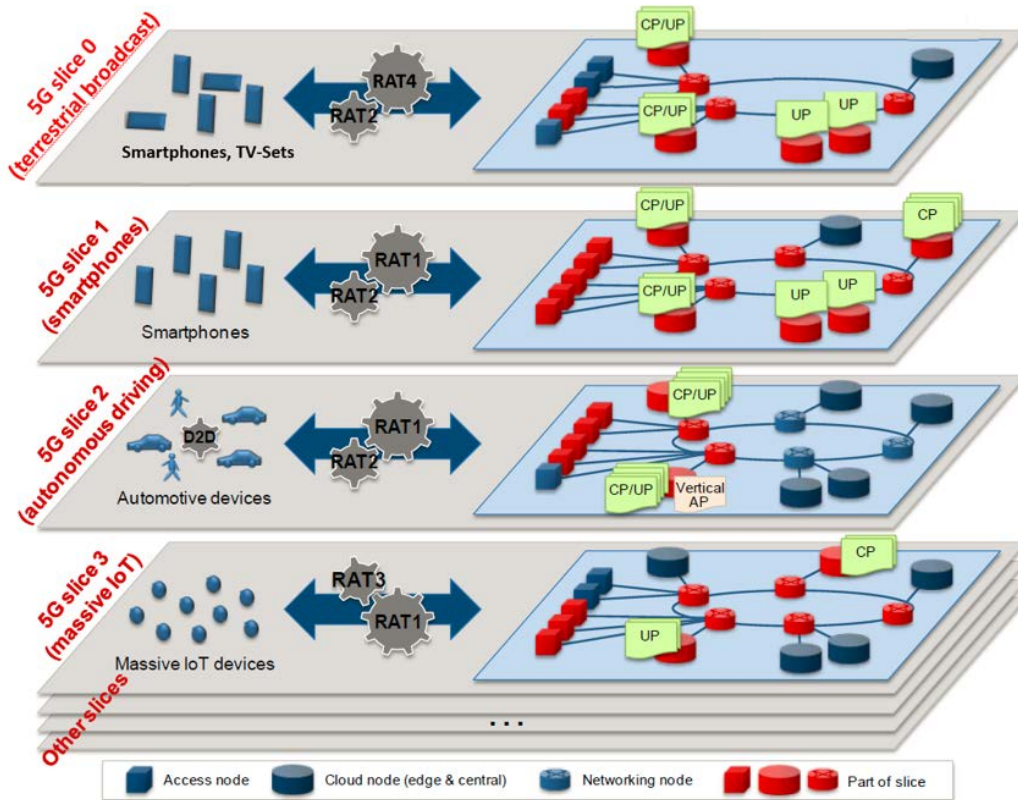 5G slice 0
(terrestrial broadcast)
Smartphones, TV-Sets
RAT4
RAT2
CP/UP
CP/UP
UP
UP
5G slice 1
(smartphones)
Smartphones
RAT1
RAT2
CP/UP
CP/UP
UP
UP
CP
5G slice 2
(autonomous driving)
D2D
Automotive devices
RAT1
RAT2
CP/UP
CP/UP
Vertical
AP
5G slice 3
(massiveIoT)
Massive IoT devices
RAT3
RAT1
UP
CP
Other slices
...
Access node
Cloud node (edge & central)
Networking node
Part of slice